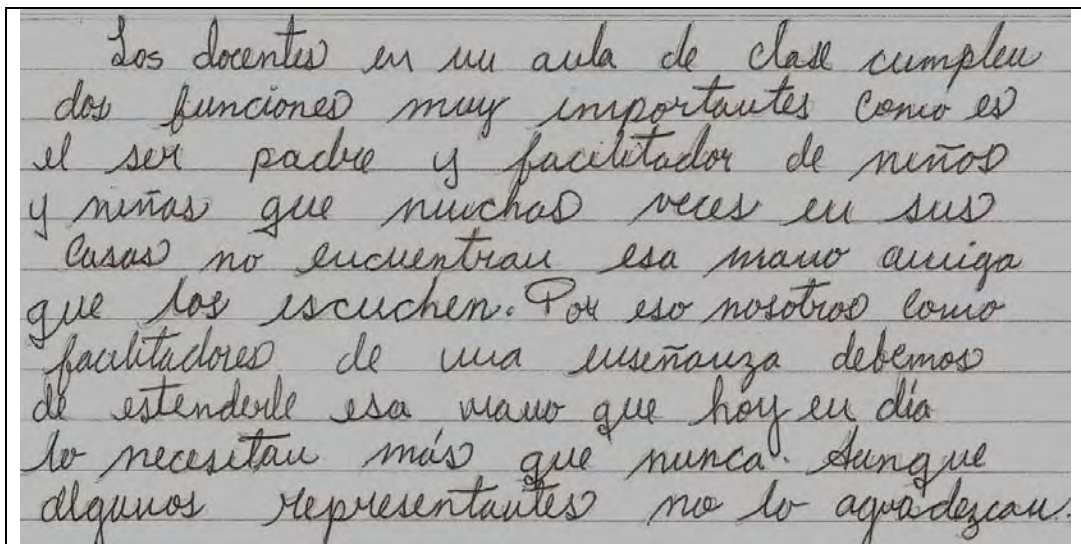 Los docentes en un aula de clase cumplen
dos funciones muy importantes como es
el ser padre y facilitador de niños
y niñas que muchas veces en sus
casas no encuentran esa mano amiga
que los escuchen. Por eso nosotros como
facilitadores de una enseñanza debemos
de estenderle esa mano que hoy en día
lo necesitan más que nunca. Aunque
algunos representantes no lo agradezcan.